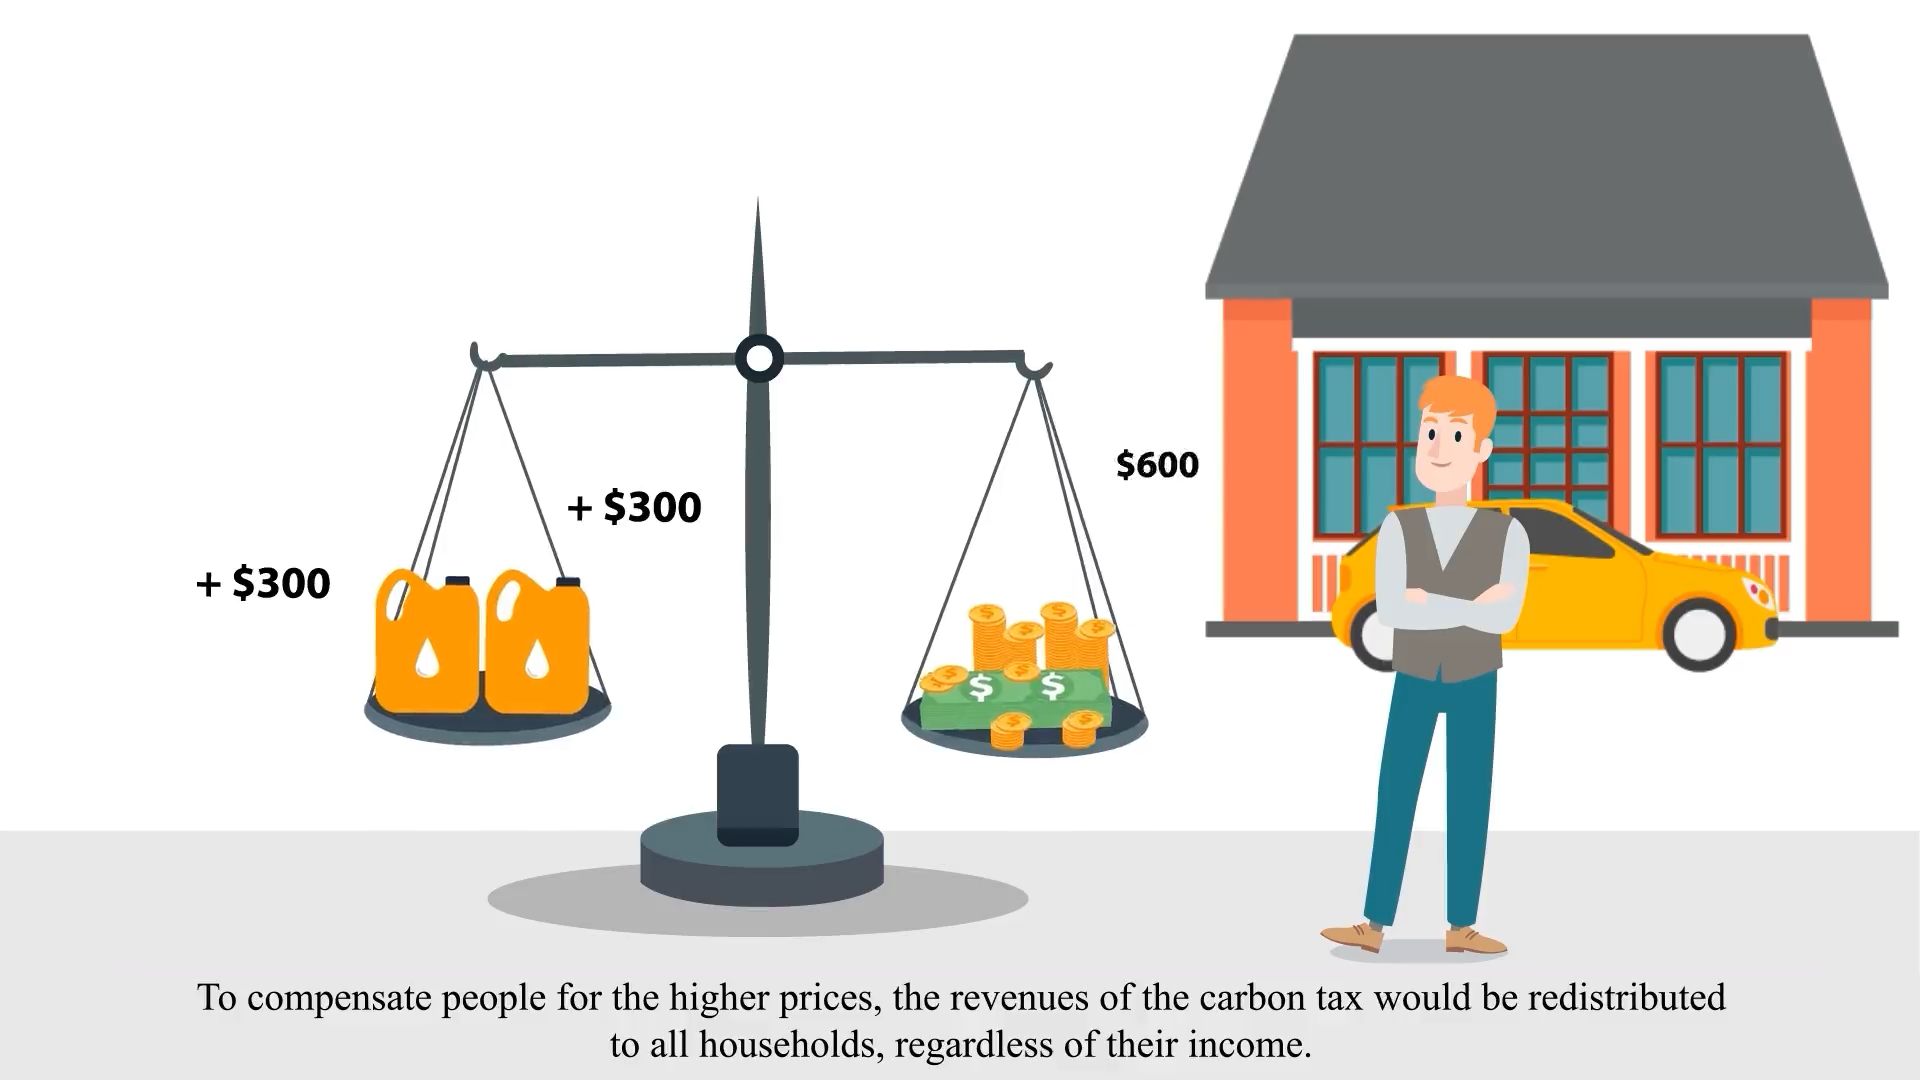 $600
+ $300
+ $300
$ $
To compensate people for the higher prices, the revenues of the carbon tax would be redistributed
to all households, regardless of their income.